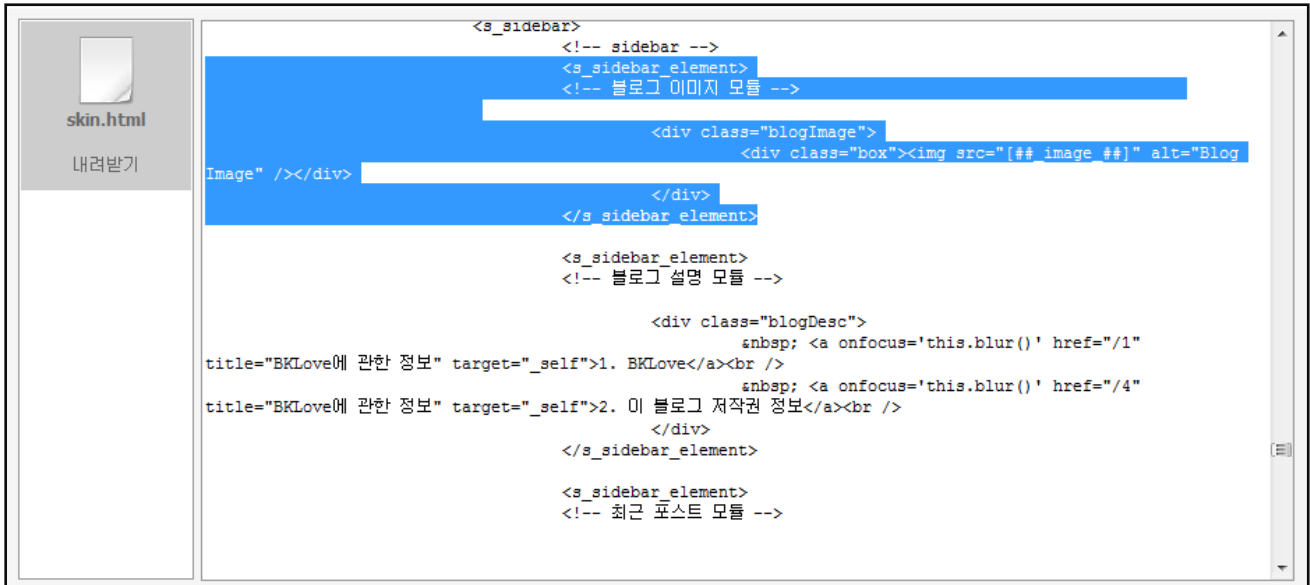 skin.html
내려받기
<s_sidebar>
<!-- sidebar -->
<s_sidebar_element>
<!-- 블로그 이미지 모듈 -->
<div class="blogImage">
<div class="box"><img src="[##_image_##]" alt="Blog
Image" /></div>
</div>
</s_sidebar_element>
<s_sidebar_element>
<!-- 블로그 설명 모듈 -->
<div class="blogDesc">
&nbsp; <a onfocus='this.blur()' href="/1"
title="BKLove에 관한 정보" target="_self">1. BKLove</a><br />
&nbsp; <a onfocus='this.blur()' href="/4"
title="BKLove에 관한 정보" target="_self">2. 이 블로그 저작권 정보</a><br />
</div>
</s_sidebar_element>
<s_sidebar_element>
<!-- 최근 포스트 모듈 -->